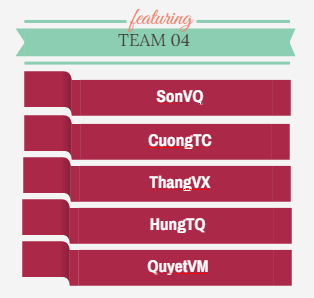 featuring
TEAM 04
SonVQ
CuongTC
ThangVX
HungTQ
QuyetVM